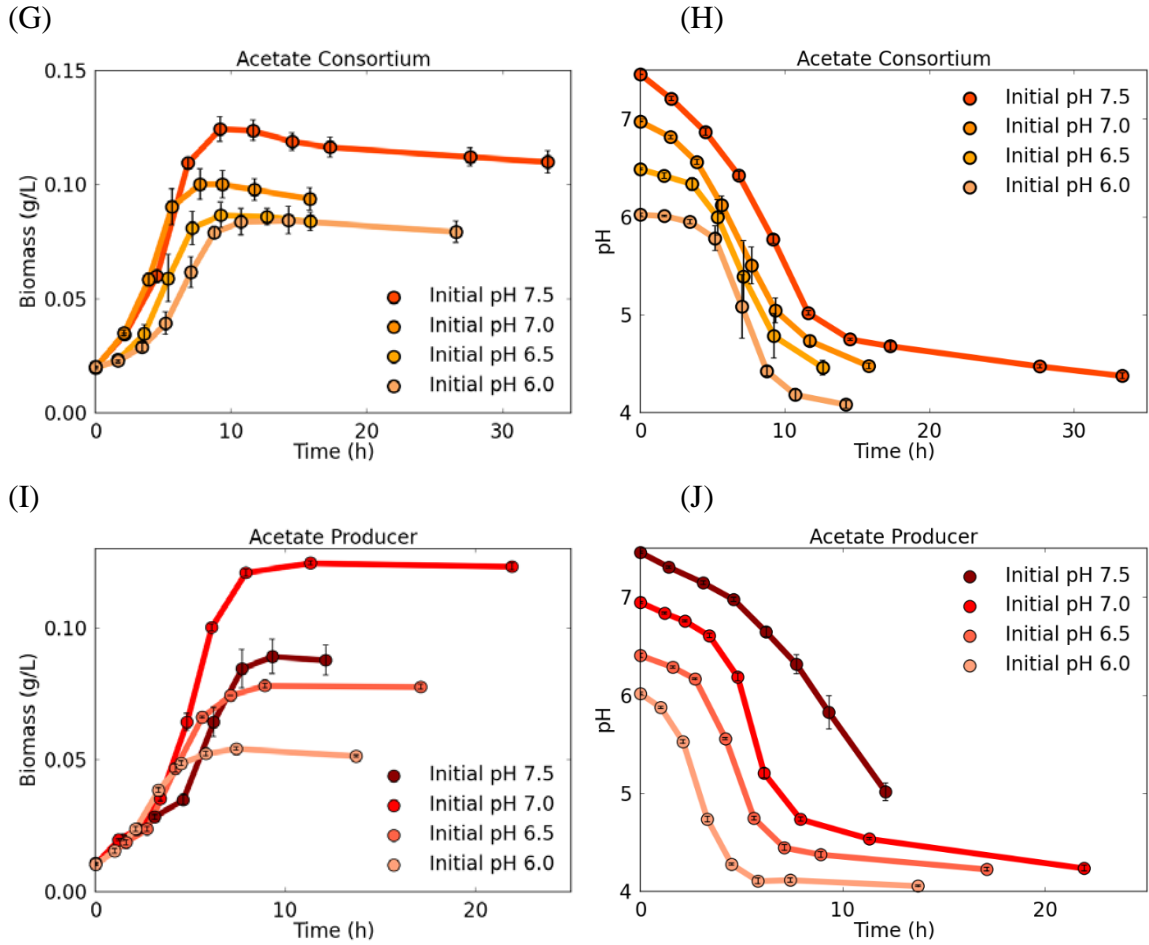 (G)
Acetate Consortium
0.15
0.10
0.05
0.00
Biomass (g/L)
Initial pH 7.5
Initial pH 7.0
Initial pH 6.5
Initial pH 6.0
0 10 20 30
Time (h)
(H)
Acetate Consortium
7
6
5
4
pH
Initial pH 7.5
Initial pH 7.0
Initial pH 6.5
Initial pH 6.0
0 10 20 30
Time (h)
(I)
Acetate Producer
0.10
0.05
0.00
Biomass (g/L)
Initial pH 7.5
Initial pH 7.0
Initial pH 6.5
Initial pH 6.0
0 10 20
Time (h)
(J)
Acetate Producer
7
6
5
4
pH
Initial pH 7.5
Initial pH 7.0
Initial pH 6.5
Initial pH 6.0
0 10 20
Time (h)